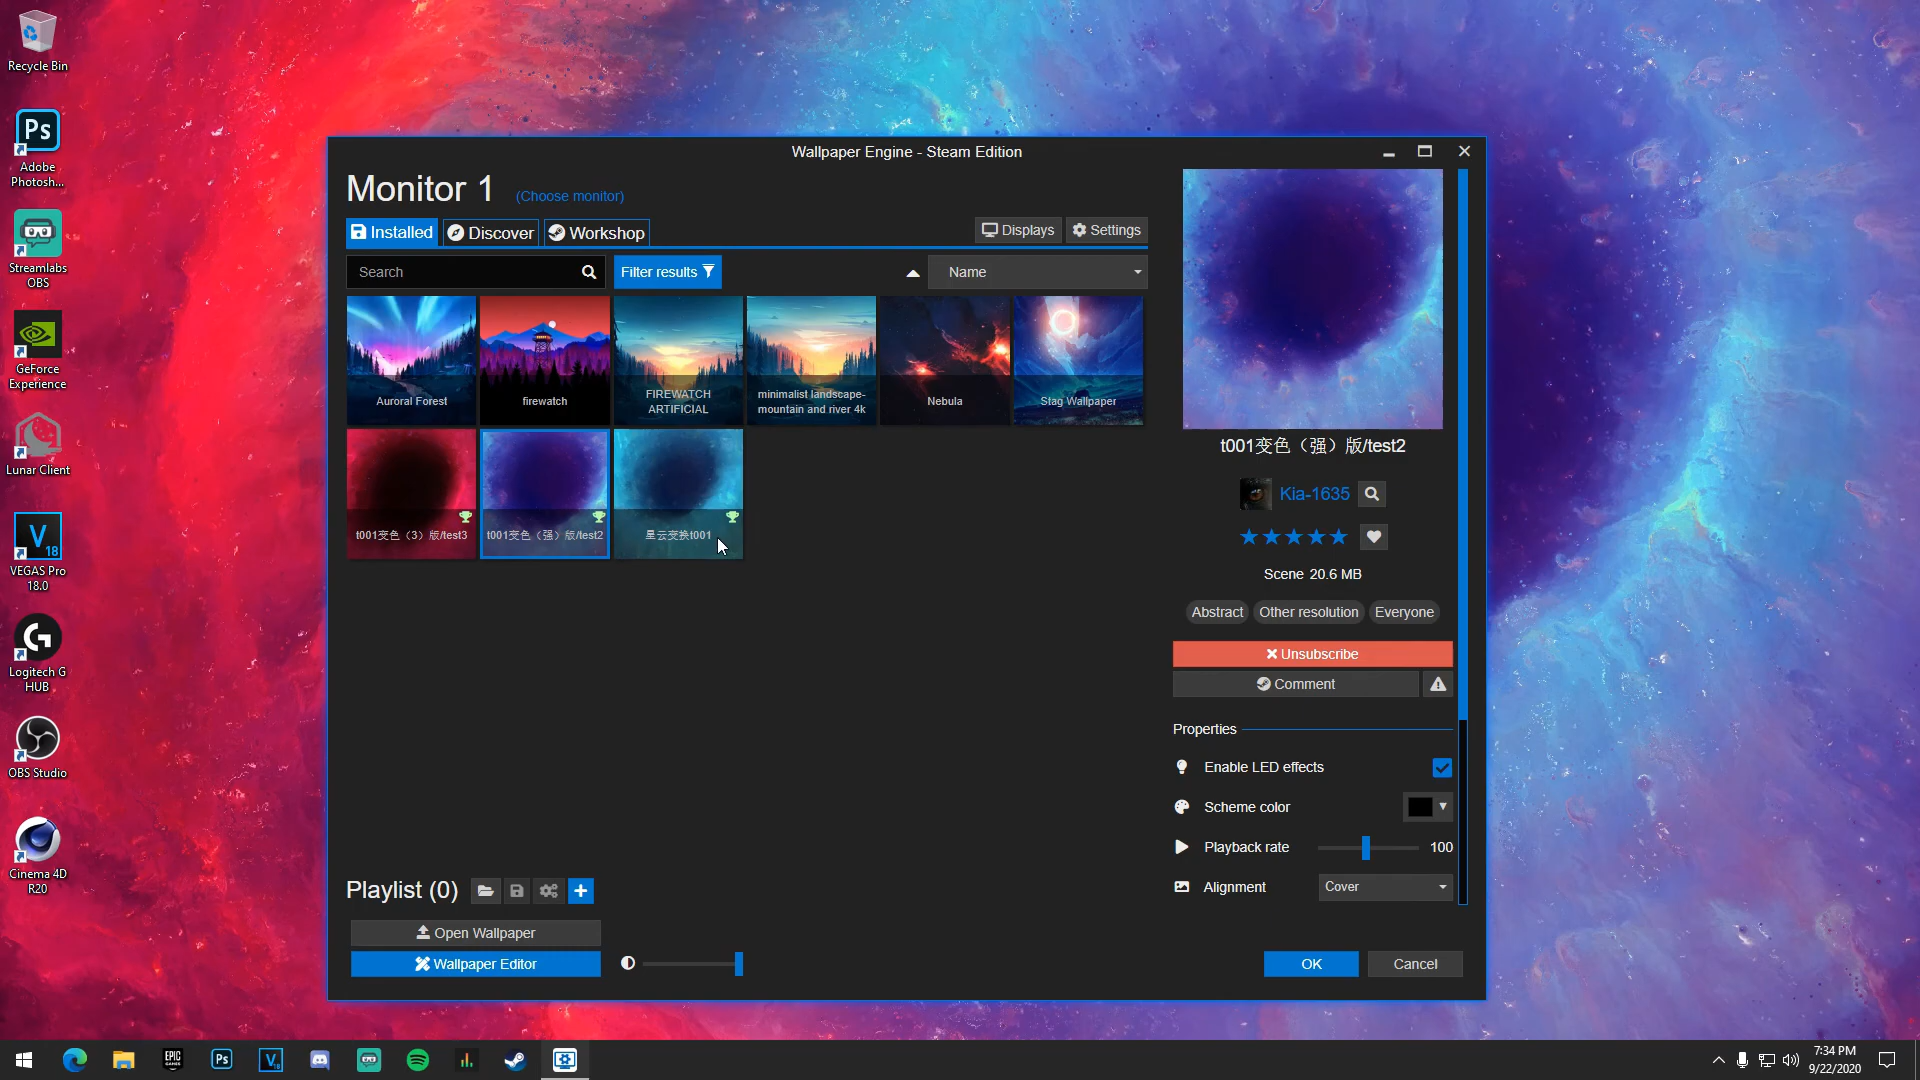 Recycle Bin
Ps
Adobe
Photosh...
Streamlabs
OBS
GeForce
Experience
Lunar Client
V
18
VEGAS Pro
18.0
Logitech G
HUB
OBS Studio
Cinema 4D
R20
Wallpaper Engine - Steam Edition
Monitor 1 (Choose monitor)
Installed Discover Workshop Displays Settings
Search Filter results Name
Auroral Forest
firewatch
FIREWATCH
ARTIFICIAL
minimalist landscape-
mountain and river 4k
Nebula
Stag Wallpaper
t001变色（3）版/test3
t001变色（强）版/test2
星云变换t001
t001变色（强）版/test2
Kia-1635
Scene 20.6 MB
Abstract Other resolution Everyone
Unsubscribe
Comment
Properties
Enable LED effects
Scheme color
Playback rate 100
Alignment Cover
Playlist (0)
Open Wallpaper
Wallpaper Editor
OK Cancel
EPIC
GAMES
Ps
V
18
7:34 PM
9/22/2020